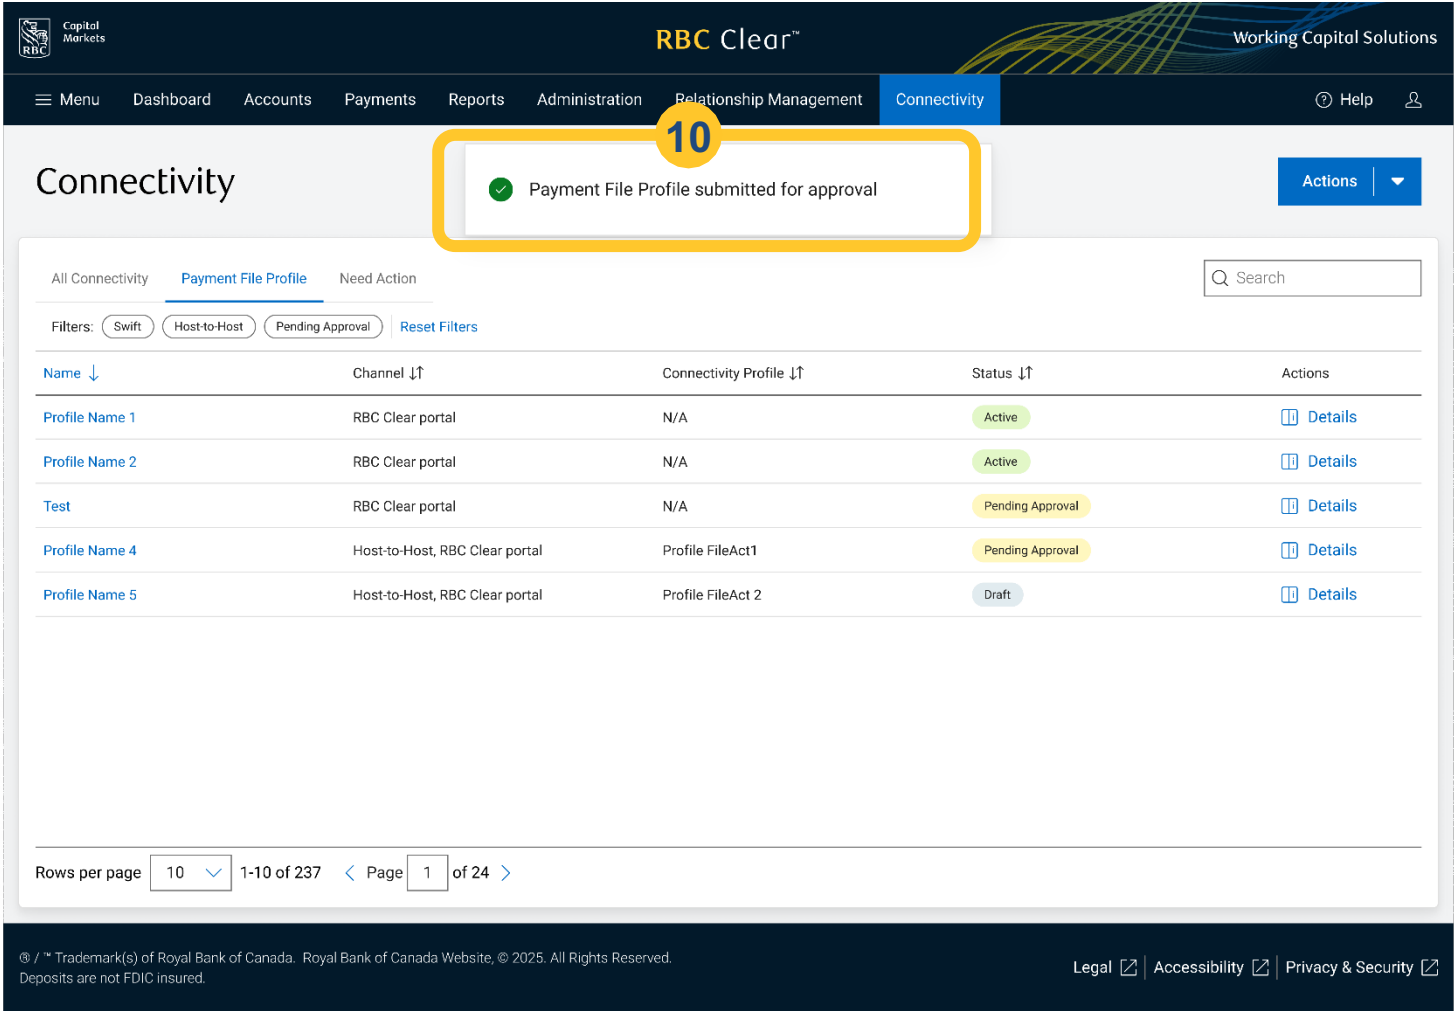 Capital
Markets
RBC
RBC Clear™
Working Capital Solutions
Menu Dashboard Accounts Payments Reports Administration Relationship Management Connectivity Help
10
Connectivity
Payment File Profile submitted for approval
Actions
All Connectivity Payment File Profile Need Action Search
Filters: Swift Host-to-Host Pending Approval Reset Filters
Name Channel Connectivity Profile Status Actions
Profile Name 1 RBC Clear portal N/A Active Details
Profile Name 2 RBC Clear portal N/A Active Details
Test RBC Clear portal N/A Pending Approval Details
Profile Name 4 Host-to-Host, RBC Clear portal Profile FileAct1 Pending Approval Details
Profile Name 5 Host-to-Host, RBC Clear portal Profile FileAct 2 Draft Details
Rows per page 10 1-10 of 237 Page 1 of 24
® / ™ Trademark(s) of Royal Bank of Canada. Royal Bank of Canada Website, © 2025. All Rights Reserved.
Deposits are not FDIC insured.
Legal Accessibility Privacy & Security